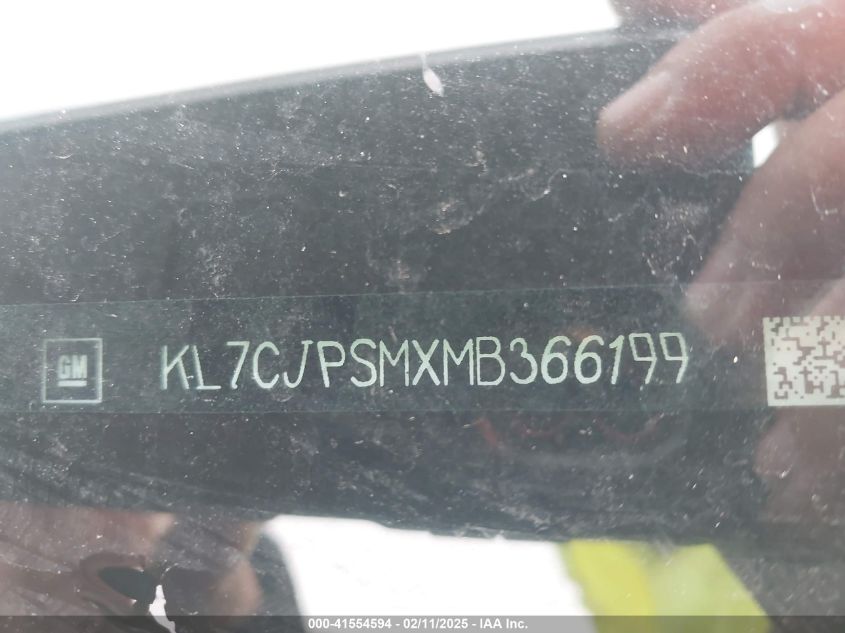 GM KL7CJPSMXMB366199
000-41554594 - 02/11/2025 - IAA Inc.